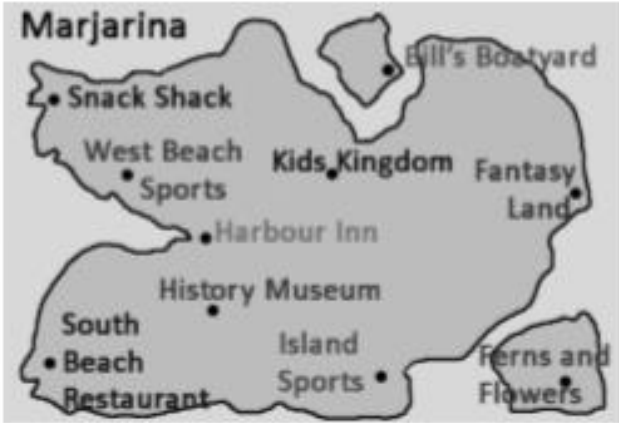 Marjarina
Bill's Boatyard
Snack Shack
West Beach
Sports
Kids Kingdom
Fantasy
Land
Harbour Inn
History Museum
South
Beach
Restaurant
Island
Sports
Ferns and
Flowers